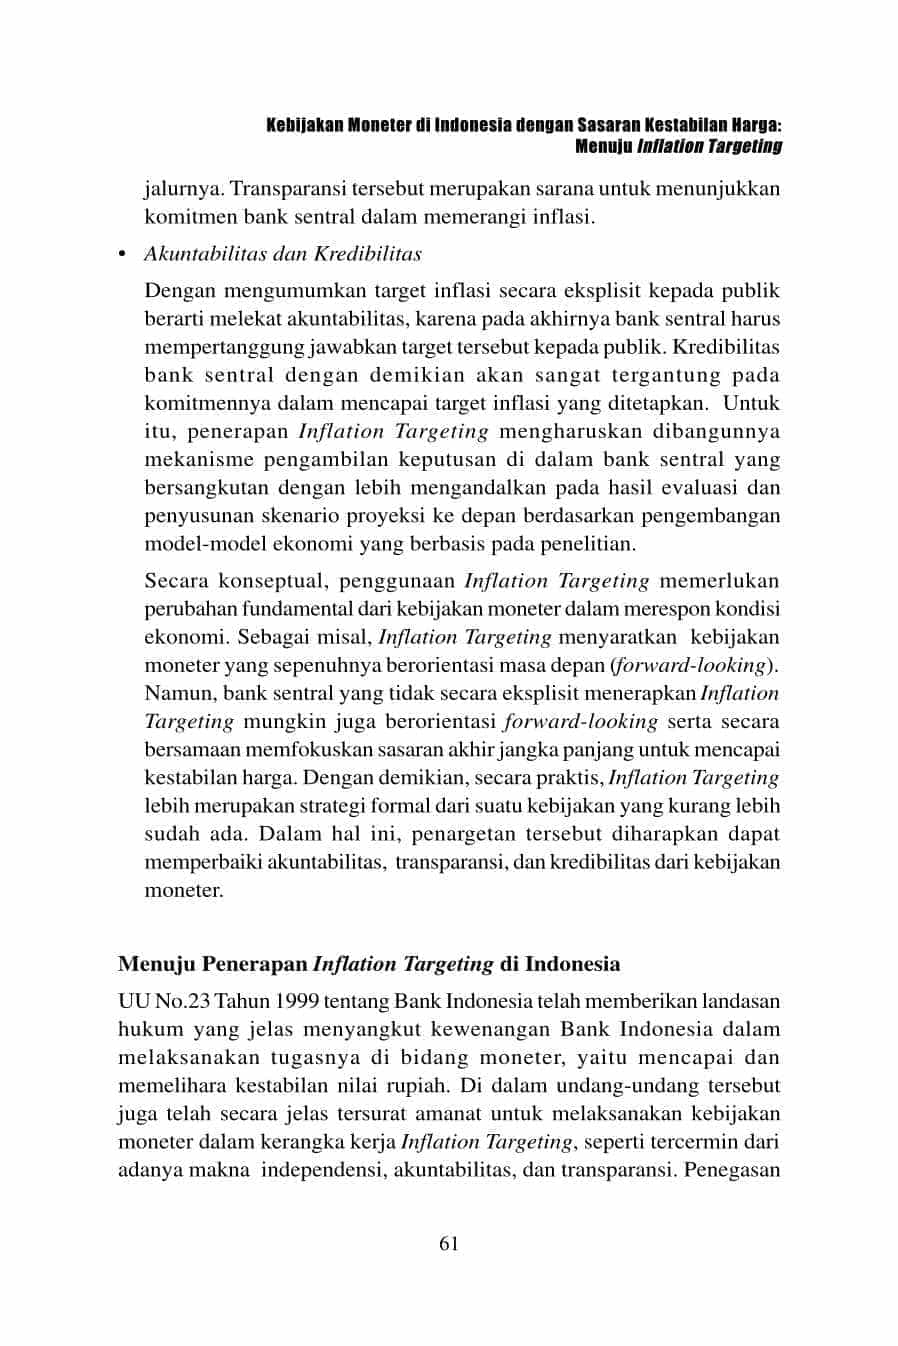 Kebijakan Moneter di Indonesia dengan Sasaran Kestabilan Harga:
Menuju Inflation Targeting
jalurnya. Transparansi tersebut merupakan sarana untuk menunjukkan
komitmen bank sentral dalam memerangi inflasi.
• Akuntabilitas dan Kredibilitas
Dengan mengumumkan target inflasi secara eksplisit kepada publik
berarti melekat akuntabilitas, karena pada akhirnya bank sentral harus
mempertanggung jawabkan target tersebut kepada publik. Kredibilitas
bank sentral dengan demikian akan sangat tergantung pada
komitmennya dalam mencapai target inflasi yang ditetapkan. Untuk
itu, penerapan Inflation Targeting mengharuskan dibangunnya
mekanisme pengambilan keputusan di dalam bank sentral yang
bersangkutan dengan lebih mengandalkan pada hasil evaluasi dan
penyusunan skenario proyeksi ke depan berdasarkan pengembangan
model-model ekonomi yang berbasis pada penelitian.
Secara konseptual, penggunaan Inflation Targeting memerlukan
perubahan fundamental dari kebijakan moneter dalam merespon kondisi
ekonomi. Sebagai misal, Inflation Targeting menyaratkan kebijakan
moneter yang sepenuhnya berorientasi masa depan (forward-looking).
Namun, bank sentral yang tidak secara eksplisit menerapkan Inflation
Targeting mungkin juga berorientasi forward-looking serta secara
bersamaan memfokuskan sasaran akhir jangka panjang untuk mencapai
kestabilan harga. Dengan demikian, secara praktis, Inflation Targeting
lebih merupakan strategi formal dari suatu kebijakan yang kurang lebih
sudah ada. Dalam hal ini, penargetan tersebut diharapkan dapat
memperbaiki akuntabilitas, transparansi, dan kredibilitas dari kebijakan
moneter.
Menuju Penerapan Inflation Targeting di Indonesia
UU No.23 Tahun 1999 tentang Bank Indonesia telah memberikan landasan
hukum yang jelas menyangkut kewenangan Bank Indonesia dalam
melaksanakan tugasnya di bidang moneter, yaitu mencapai dan
memelihara kestabilan nilai rupiah. Di dalam undang-undang tersebut
juga telah secara jelas tersurat amanat untuk melaksanakan kebijakan
moneter dalam kerangka kerja Inflation Targeting, seperti tercermin dari
adanya makna independensi, akuntabilitas, dan transparansi. Penegasan
61